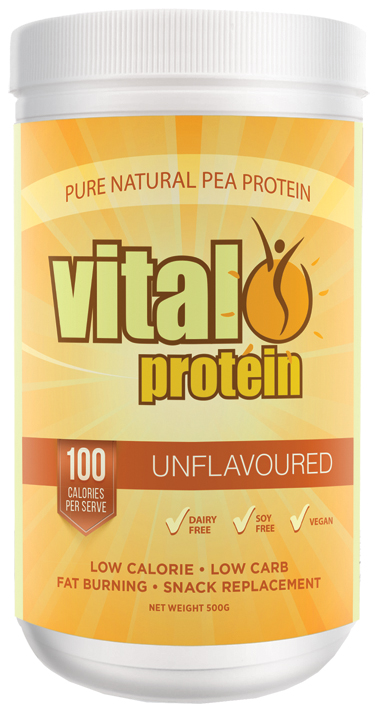 PURE NATURAL PEA PROTEIN
vital
protein
100
CALORIES
PER SERVE
UNFLAVOURED
DAIRY
FREE
SOY
FREE
VEGAN
LOW CALORIE • LOW CARB
FAT BURNING • SNACK REPLACEMENT
NET WEIGHT 500G